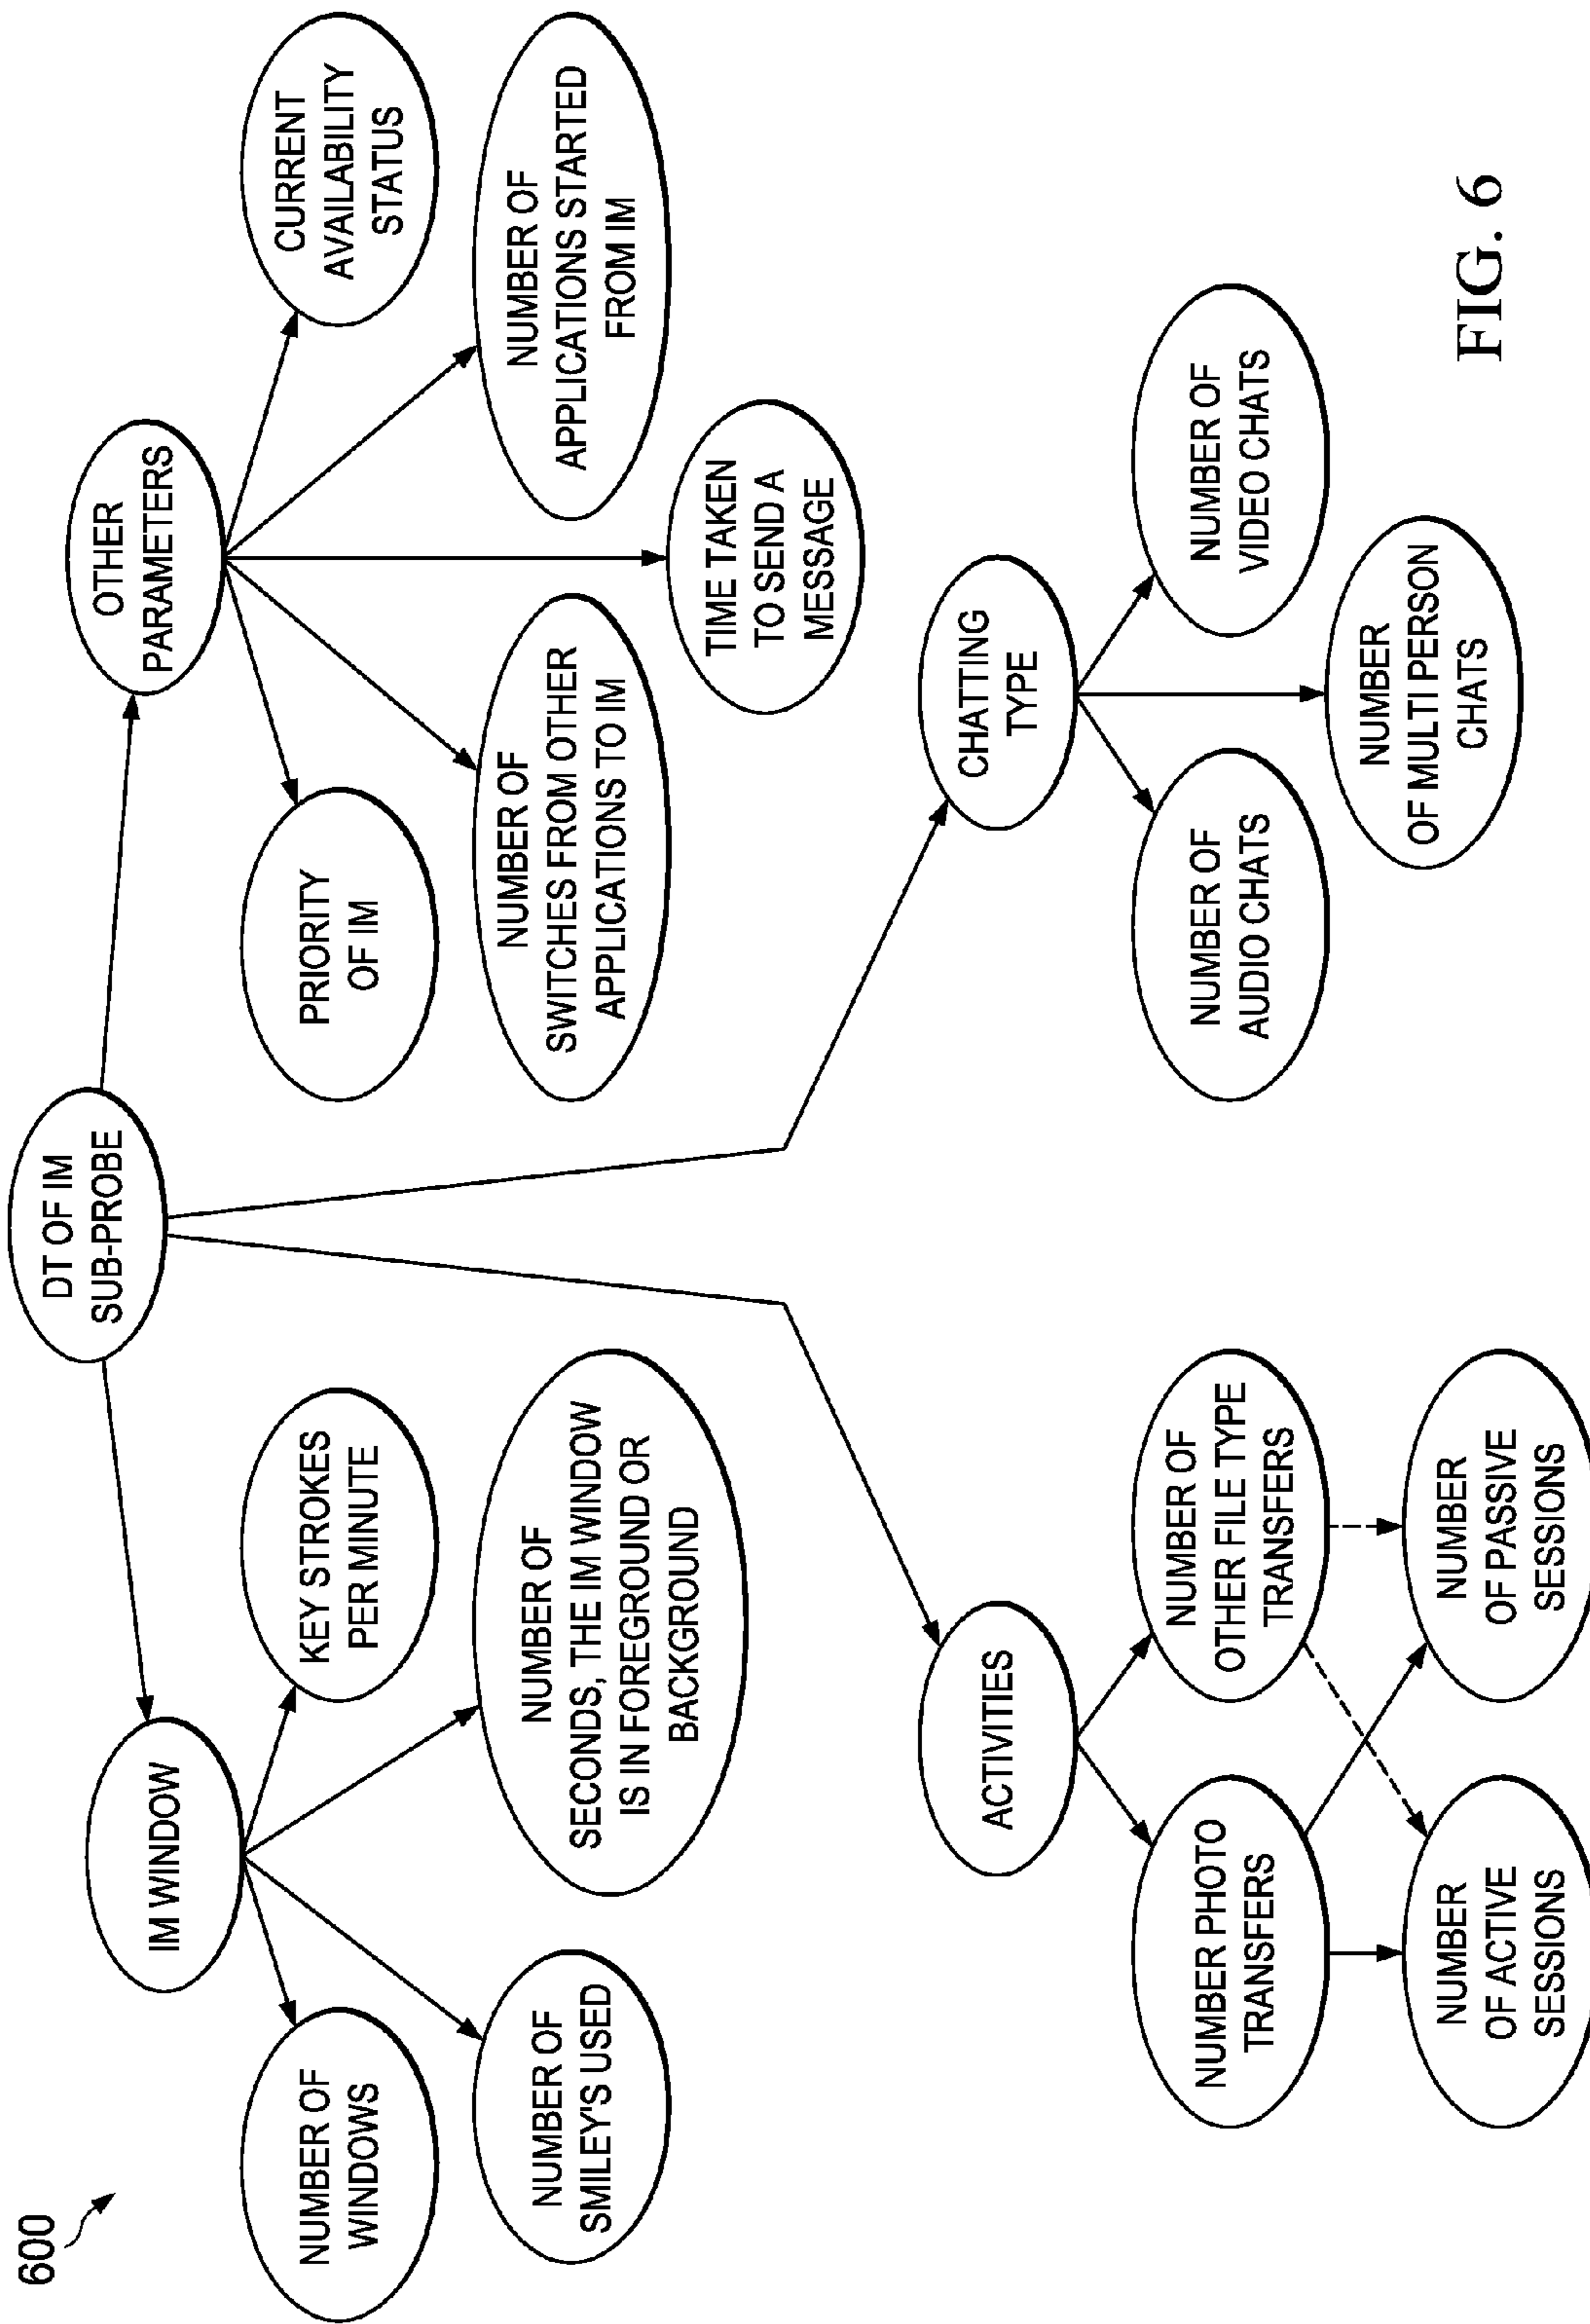 600
DT OF IM
SUB-PROBE
IM WINDOW
NUMBER OF
WINDOWS
KEY STROKES
PER MINUTE
NUMBER OF
SMILEY'S USED
NUMBER OF
SECONDS, THE IM WINDOW
IS IN FOREGROUND OR
BACKGROUND
OTHER
PARAMETERS
PRIORITY
OF IM
CURRENT
AVAILABILITY
STATUS
NUMBER OF
SWITCHES FROM OTHER
APPLICATIONS TO IM
NUMBER OF
APPLICATIONS STARTED
FROM IM
TIME TAKEN
TO SEND A
MESSAGE
ACTIVITIES
NUMBER PHOTO
TRANSFERS
NUMBER OF
OTHER FILE TYPE
TRANSFERS
NUMBER
OF ACTIVE
SESSIONS
NUMBER
OF PASSIVE
SESSIONS
CHATTING
TYPE
NUMBER OF
AUDIO CHATS
NUMBER OF
VIDEO CHATS
NUMBER
OF MULTI PERSON
CHATS
FIG. 6